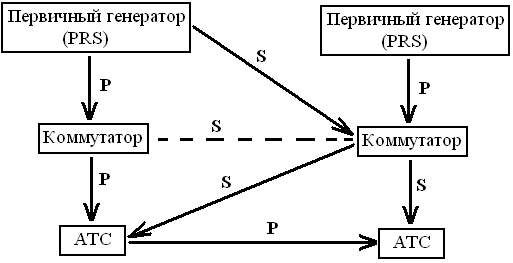 Первичный генератор
(PRS)
Первичный генератор
(PRS)
S
P
P
Коммутатор
S
Коммутатор
P
S
S
АТС
P
АТС